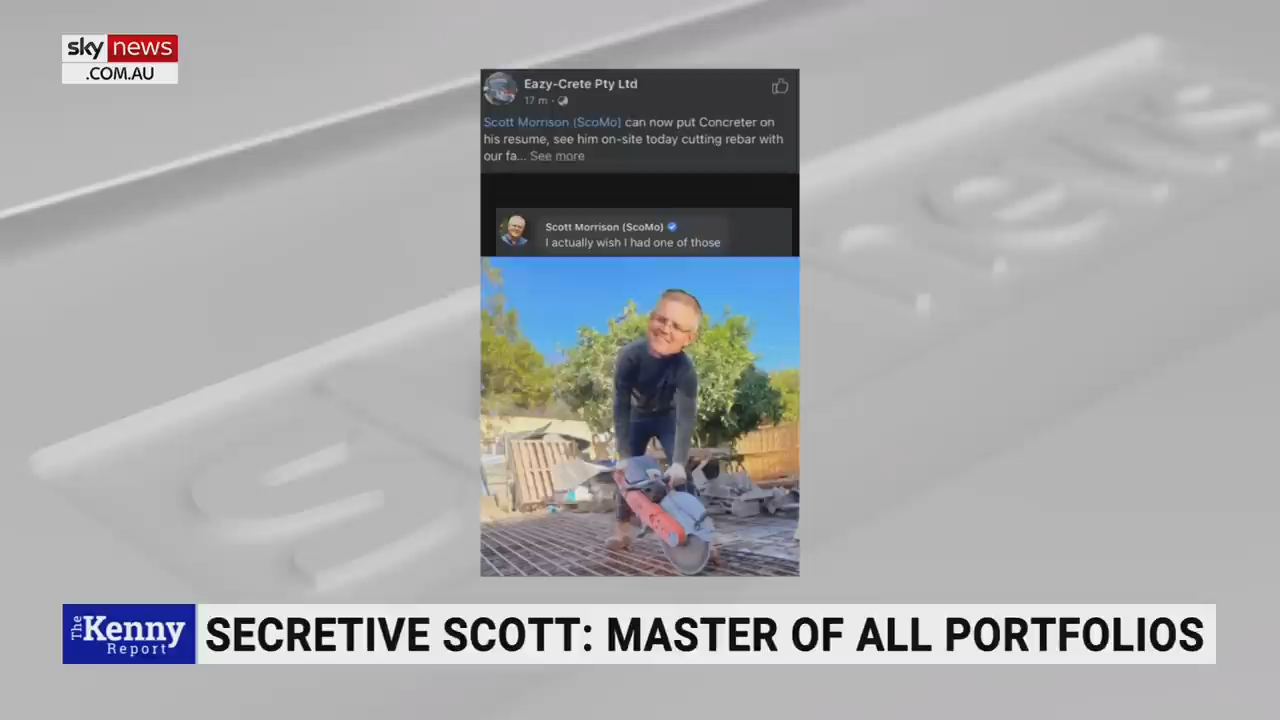 sky news
.COM.AU
Eazy-Crete Pty Ltd
17 m ·
Scott Morrison (ScoMo) can now put Concreter on
his resume, see him on-site today cutting rebar with
our fa... See more
Scott Morrison (ScoMo)
I actually wish I had one of those
The Kenny
Report
SECRETIVE SCOTT: MASTER OF ALL PORTFOLIOS